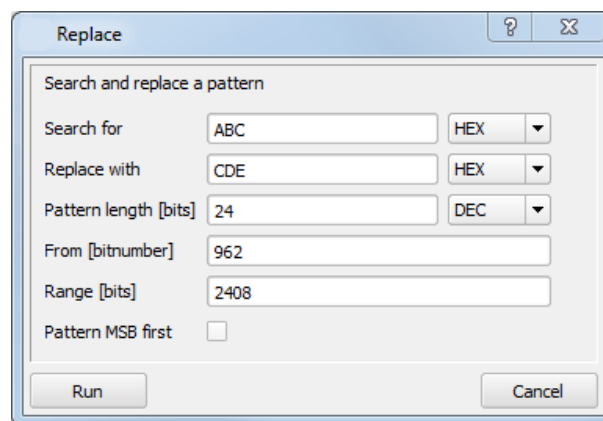 Replace
Search and replace a pattern
Search for ABC HEX
Replace with CDE HEX
Pattern length [bits] 24 DEC
From [bitnumber] 962
Range [bits] 2408
Pattern MSB first
Run Cancel